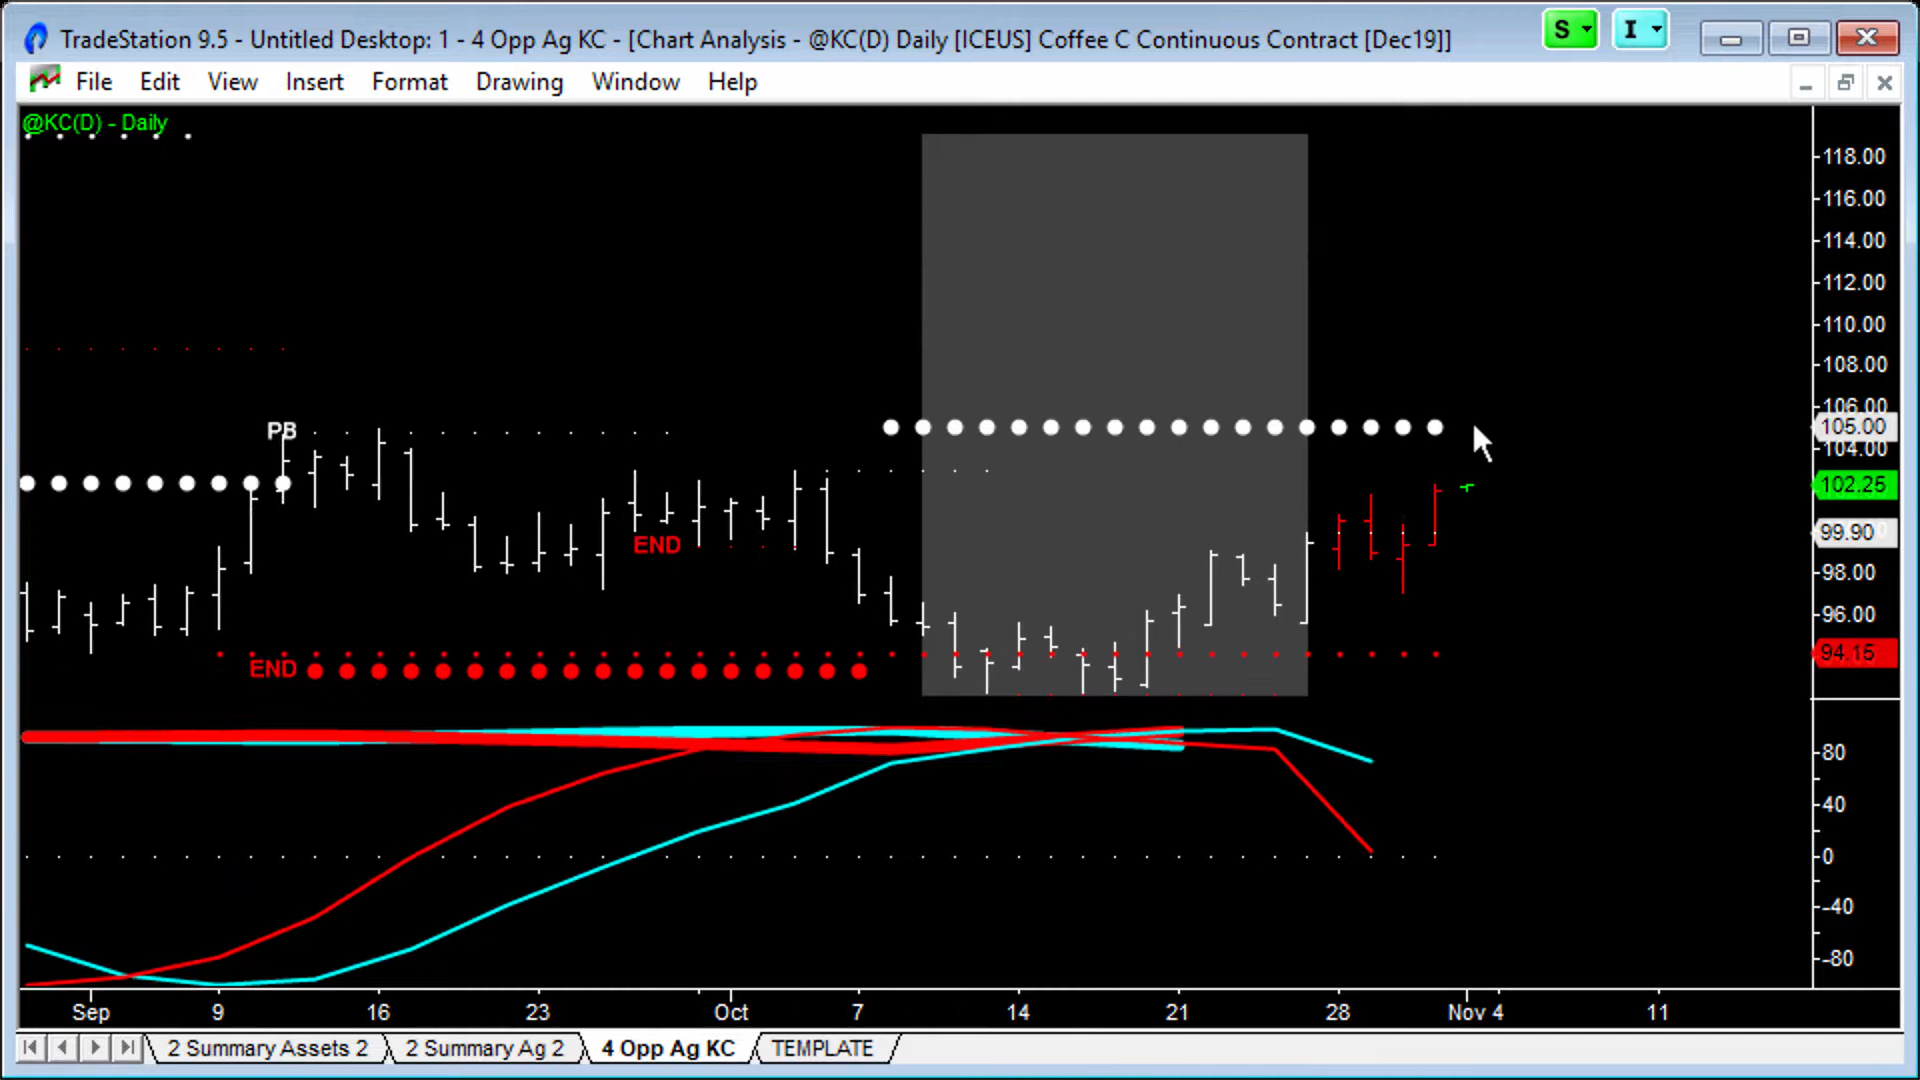 TradeStation 9.5 - Untitled Desktop: 1 - 4 Opp Ag KC - [Chart Analysis - @KC(D) Daily [ICEUS] Coffee C Continuous Contract [Dec19]]
S
I
File Edit View Insert Format Drawing Window Help
@KC(D) - Daily
118.00
116.00
114.00
112.00
110.00
108.00
106.00
105.00
104.00
102.25
99.90
98.00
96.00
94.15
PB
END
END
80
40
0
-40
-80
Sep 9 16 23 Oct 7 14 21 28 Nov 4 11
2 Summary Assets 2 2 Summary Ag 2 4 Opp Ag KC TEMPLATE